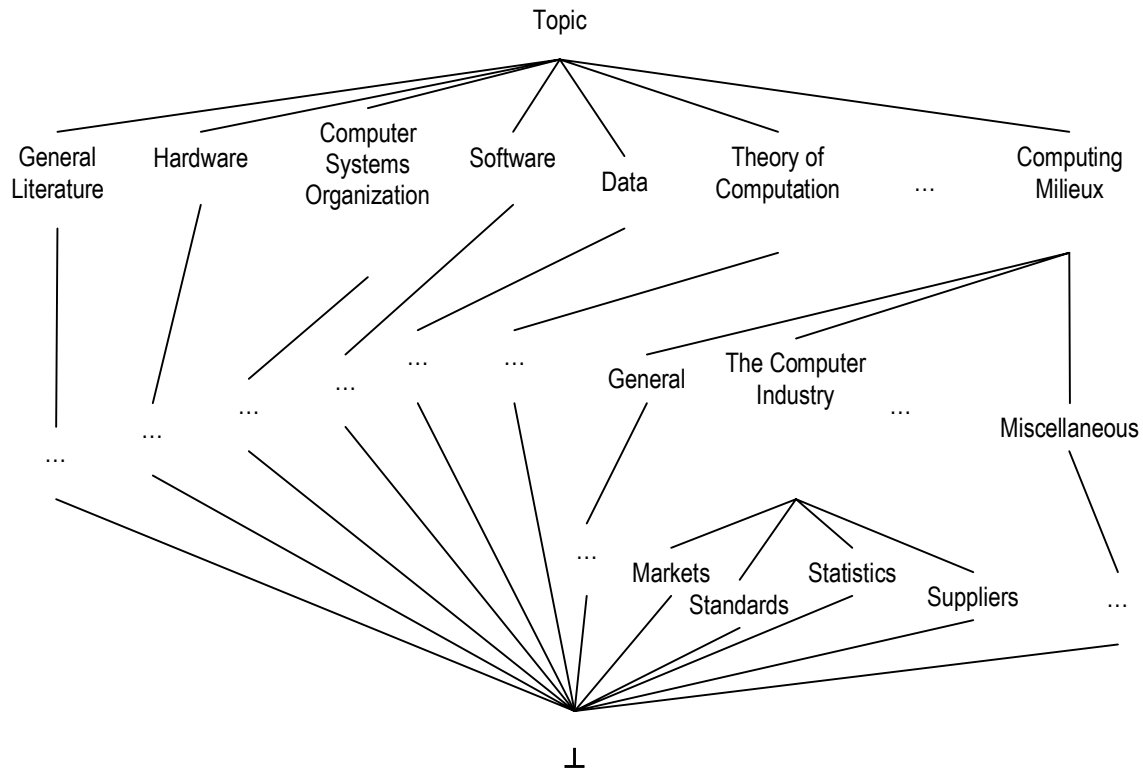 Topic
General
Literature
Hardware
Computer
Systems
Organization
Software
Data
Theory of
Computation
...
Computing
Milieux
...
...
...
...
...
...
General
The Computer
Industry
...
Miscellaneous
...
Markets
Standards
Statistics
Suppliers
...
⊥